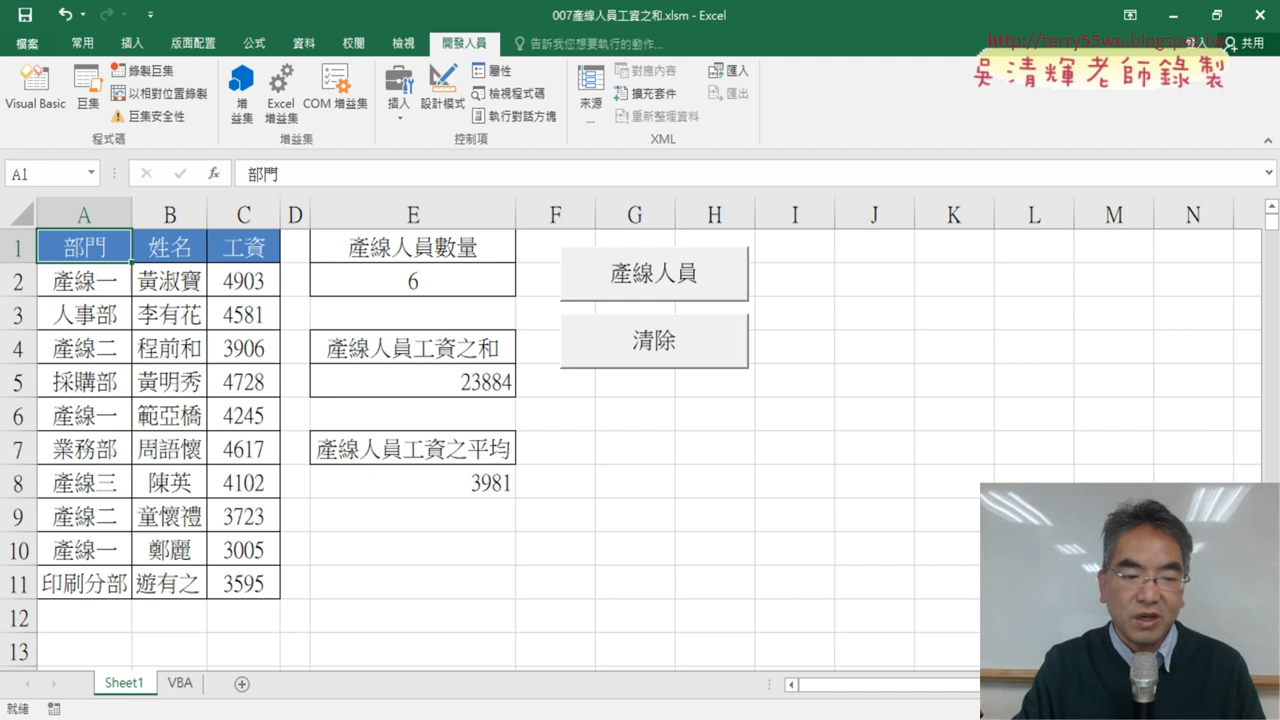 007產線人員工資之和.xlsm - Excel
檔案 常用 插入 版面配置 公式 資料 校閱 檢視 開發人員 告訴我您想要執行的動作... 共用
http://terry55wu.blogspot.tw
吳清輝老師錄製
Visual Basic 巨集 錄製巨集 以相對位置錄製 巨集安全性
增益集 Excel 增益集 COM 增益集
插入 設計模式 屬性 檢視程式碼 執行對話方塊
來源... 對應內容 擴充套件 重新整理資料 匯入 匯出
程式碼 增益集 控制項 XML
A1 fx 部門
A B C D E F G H I J K L M N
1 部門 姓名 工資 產線人員數量
2 產線一 黃淑寶 4903 6 產線人員
3 人事部 李有花 4581
4 產線二 程前和 3906 產線人員工資之和 清除
5 採購部 黃明秀 4728 23884
6 產線一 範亞橋 4245
7 業務部 周語懷 4617 產線人員工資之平均
8 產線三 陳英 4102 3981
9 產線二 童懷禮 3723
10 產線一 鄭麗 3005
11 印刷分部 遊有之 3595
12
13
Sheet1 VBA
就緒